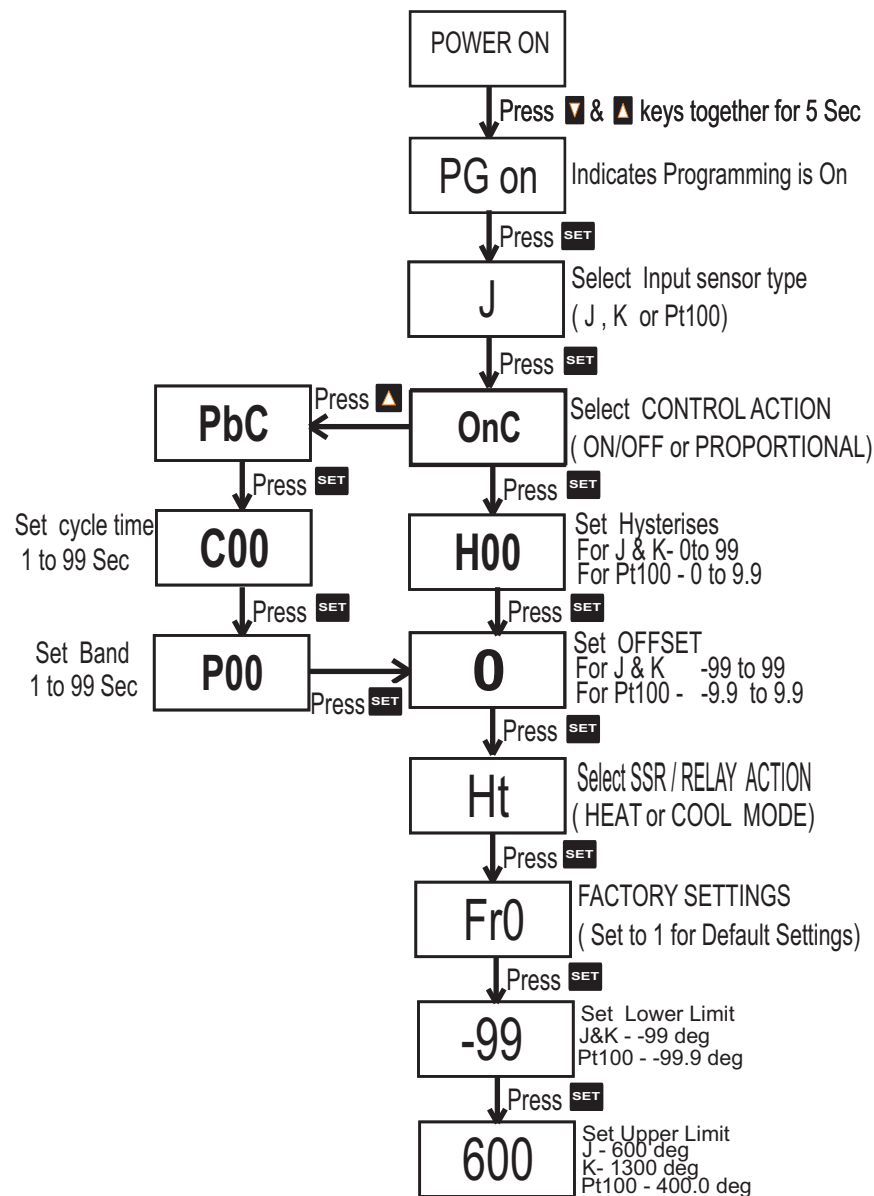 POWER ON
Press & keys together for 5 Sec
PG on
Indicates Programming is On
Press SET
J
Select Input sensor type
( J , K or Pt100)
Press SET
OnC
Select CONTROL ACTION
( ON/OFF or PROPORTIONAL)
Press
PbC
Press SET
Set cycle time
1 to 99 Sec
C00
Press SET
Set Band
1 to 99 Sec
P00
Press SET
Press SET
H00
Set Hysterises
For J & K- 0to 99
For Pt100 - 0 to 9.9
Press SET
0
Set OFFSET
For J & K -99 to 99
For Pt100 - -9.9 to 9.9
Press SET
Ht
Select SSR / RELAY ACTION
( HEAT or COOL MODE)
Press SET
Fr0
FACTORY SETTINGS
( Set to 1 for Default Settings)
Press SET
-99
Set Lower Limit
J&K - -99 deg
Pt100 - -99.9 deg
Press SET
600
Set Upper Limit
J - 600 deg
K- 1300 deg
Pt100 - 400.0 deg